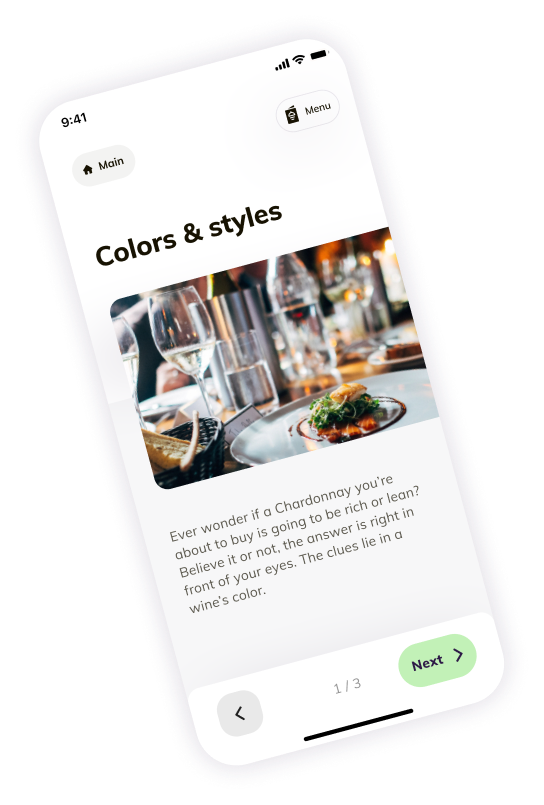 9:41
Menu
Main
Colors & styles
Ever wonder if a Chardonnay you're
about to buy is going to be rich or lean?
Believe it or not, the answer is right in
front of your eyes. The clues lie in a
wine's color.
1 / 3
Next